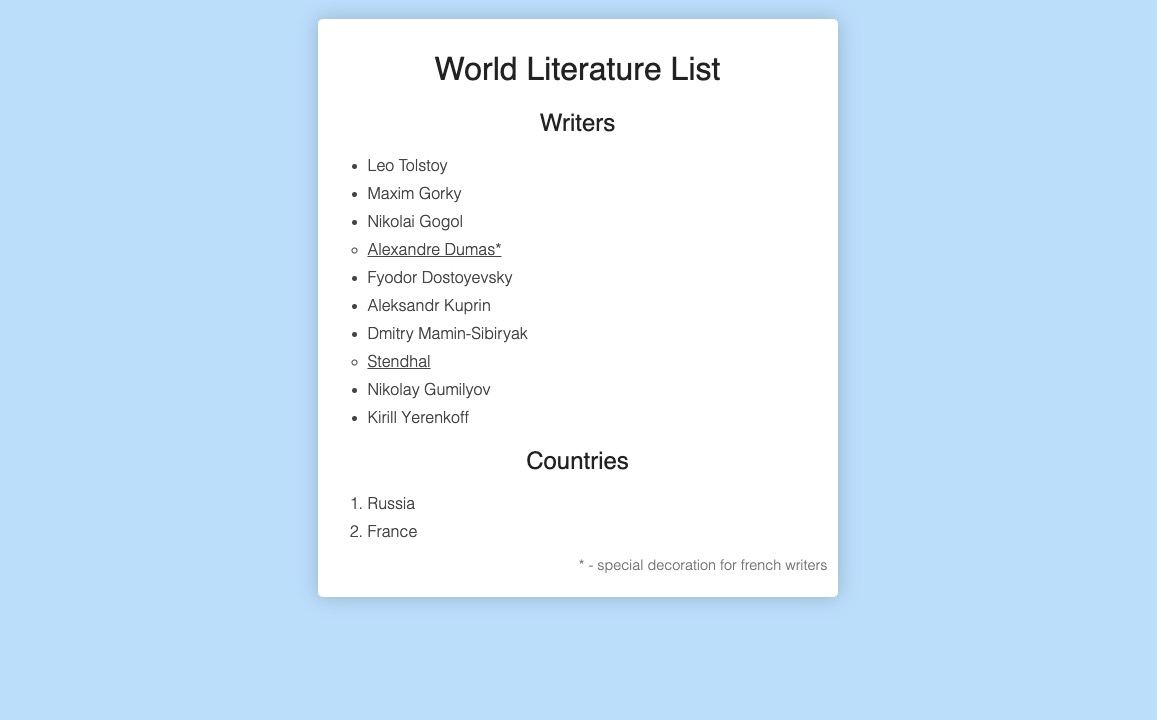 World Literature List
Writers
• Leo Tolstoy
• Maxim Gorky
• Nikolai Gogol
◦ Alexandre Dumas*
• Fyodor Dostoyevsky
• Aleksandr Kuprin
• Dmitry Mamin-Sibiryak
◦ Stendhal
• Nikolay Gumilyov
• Kirill Yerenkoff
Countries
1. Russia
2. France
* - special decoration for french writers